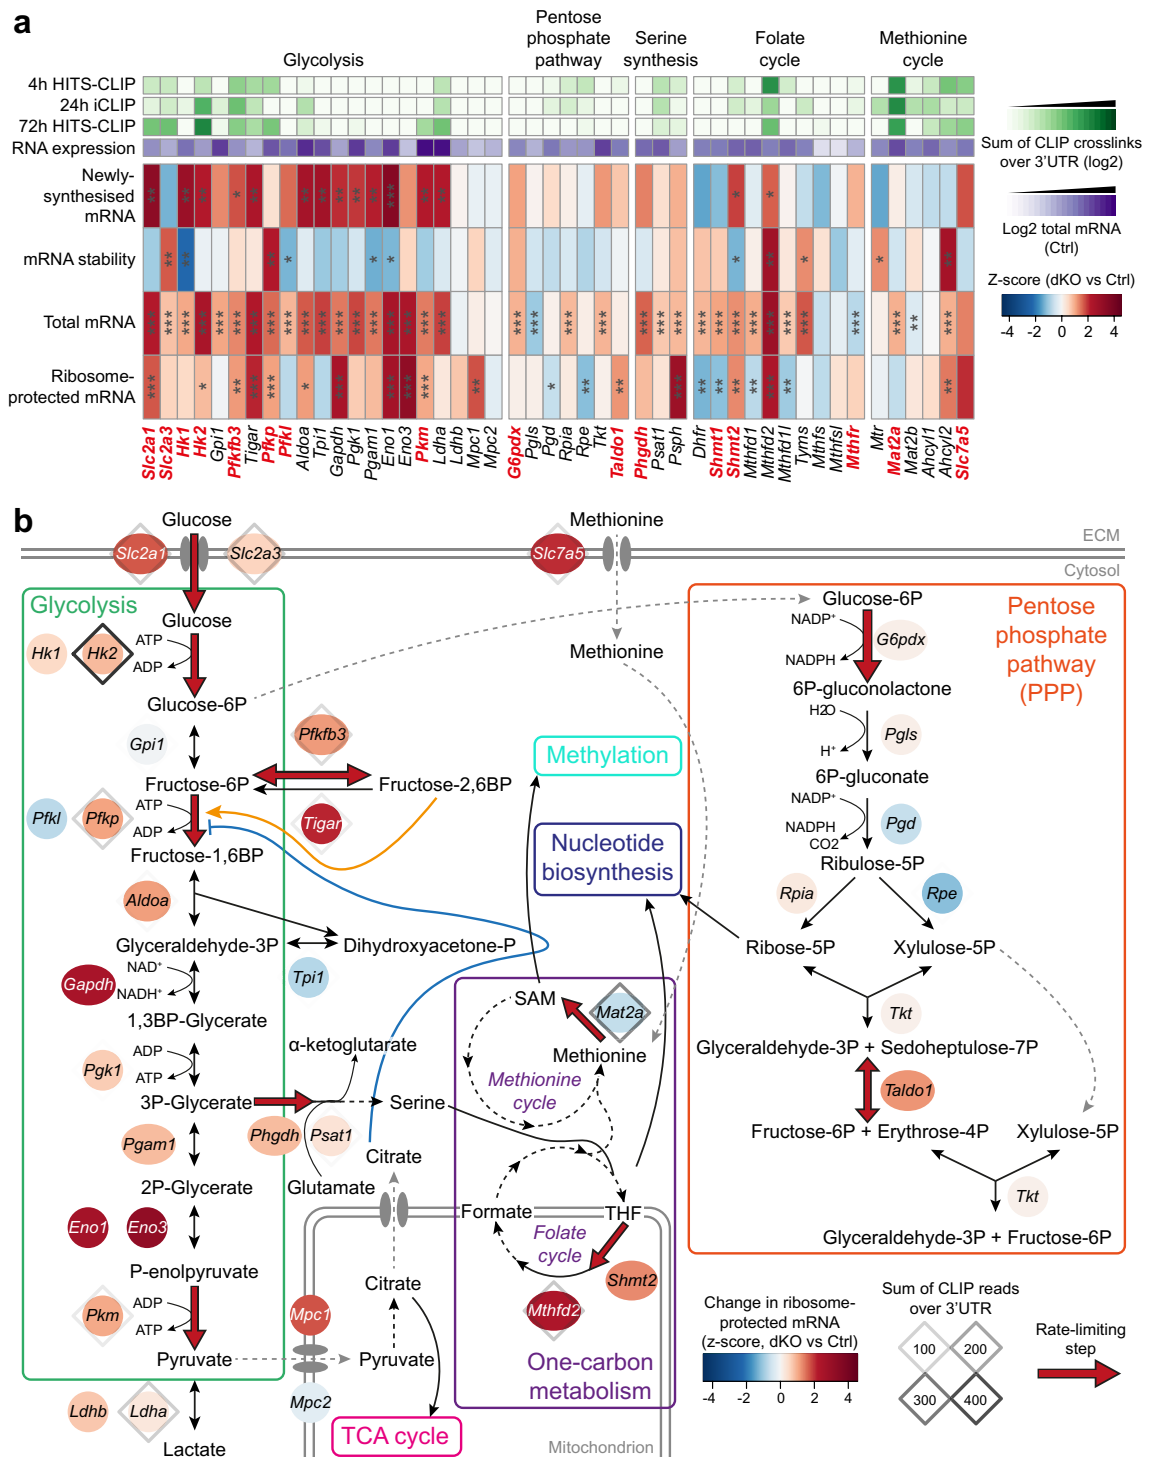 a
Glycolysis
Pentose
phosphate
pathway
Serine
synthesis
Folate
cycle
Methionine
cycle
4h HITS-CLIP
24h iCLIP
72h HITS-CLIP
RNA expression
Newly-
synthesised
mRNA
mRNA stability
Total mRNA
Ribosome-
protected mRNA
Sum of CLIP crosslinks
over 3'UTR (log2)
Log2 total mRNA
(Ctrl)
Z-score (dKO vs Ctrl)
-4 -2 0 2 4
Slc2a1 Slc2a3 Hk1 Hk2 Gpi1 Pfkfb3 Tigar Pfkp Pfkl Aldoa Tpi1 Gapdh Pgk1 Pgam1 Eno1 Eno3 Pkm Ldha Ldhb Mpc1 Mpc2
G6pdx Pgls Pgd Rpia Rpe Tkt Taldo1
Phgdh Psat1 Psph
Dhfr Shmt1 Shmt2 Mthfd1 Mthfd2 Mthfd1l Tyms Mthfs Mthfsl Mthfr
Mtr Mat2a Mat2b Ahcyl1 Ahcyl2 Slc7a5
b
Glucose
Slc2a1
Slc2a3
Methionine
Slc7a5
ECM
Cytosol
Glycolysis
Glucose
Hk1
Hk2
ATP
ADP
Glucose-6P
Gpi1
Pfkfb3
Fructose-6P
Fructose-2,6BP
Pfkl
Pfkp
ATP
ADP
Tigar
Fructose-1,6BP
Aldoa
Glyceraldehyde-3P
Dihydroxyacetone-P
Tpi1
Gapdh
NAD⁺
NADH⁺
1,3BP-Glycerate
Pgk1
ADP
ATP
α-ketoglutarate
3P-Glycerate
Serine
Phgdh
Psat1
Pgam1
Citrate
Glutamate
2P-Glycerate
Eno1
Eno3
P-enolpyruvate
Citrate
Pkm
ADP
ATP
Mpc1
Pyruvate
Pyruvate
Mpc2
Ldhb
Ldha
Lactate
TCA cycle
Mitochondrion
Methionine
Methylation
Nucleotide
biosynthesis
SAM
Mat2a
Methionine
Methionine
cycle
Formate
THF
Folate
cycle
Shmt2
Mthfd2
One-carbon
metabolism
Pentose
phosphate
pathway
(PPP)
Glucose-6P
NADP⁺
G6pdx
NADPH
6P-gluconolactone
H2O
Pgls
H⁺
6P-gluconate
NADP⁺
Pgd
NADPH
CO2
Ribulose-5P
Rpia
Rpe
Ribose-5P
Xylulose-5P
Tkt
Glyceraldehyde-3P + Sedoheptulose-7P
Taldo1
Fructose-6P + Erythrose-4P
Xylulose-5P
Tkt
Glyceraldehyde-3P + Fructose-6P
Change in ribosome-
protected mRNA
(z-score, dKO vs Ctrl)
-4 -2 0 2 4
Sum of CLIP reads
over 3'UTR
100 200
300 400
Rate-limiting
step